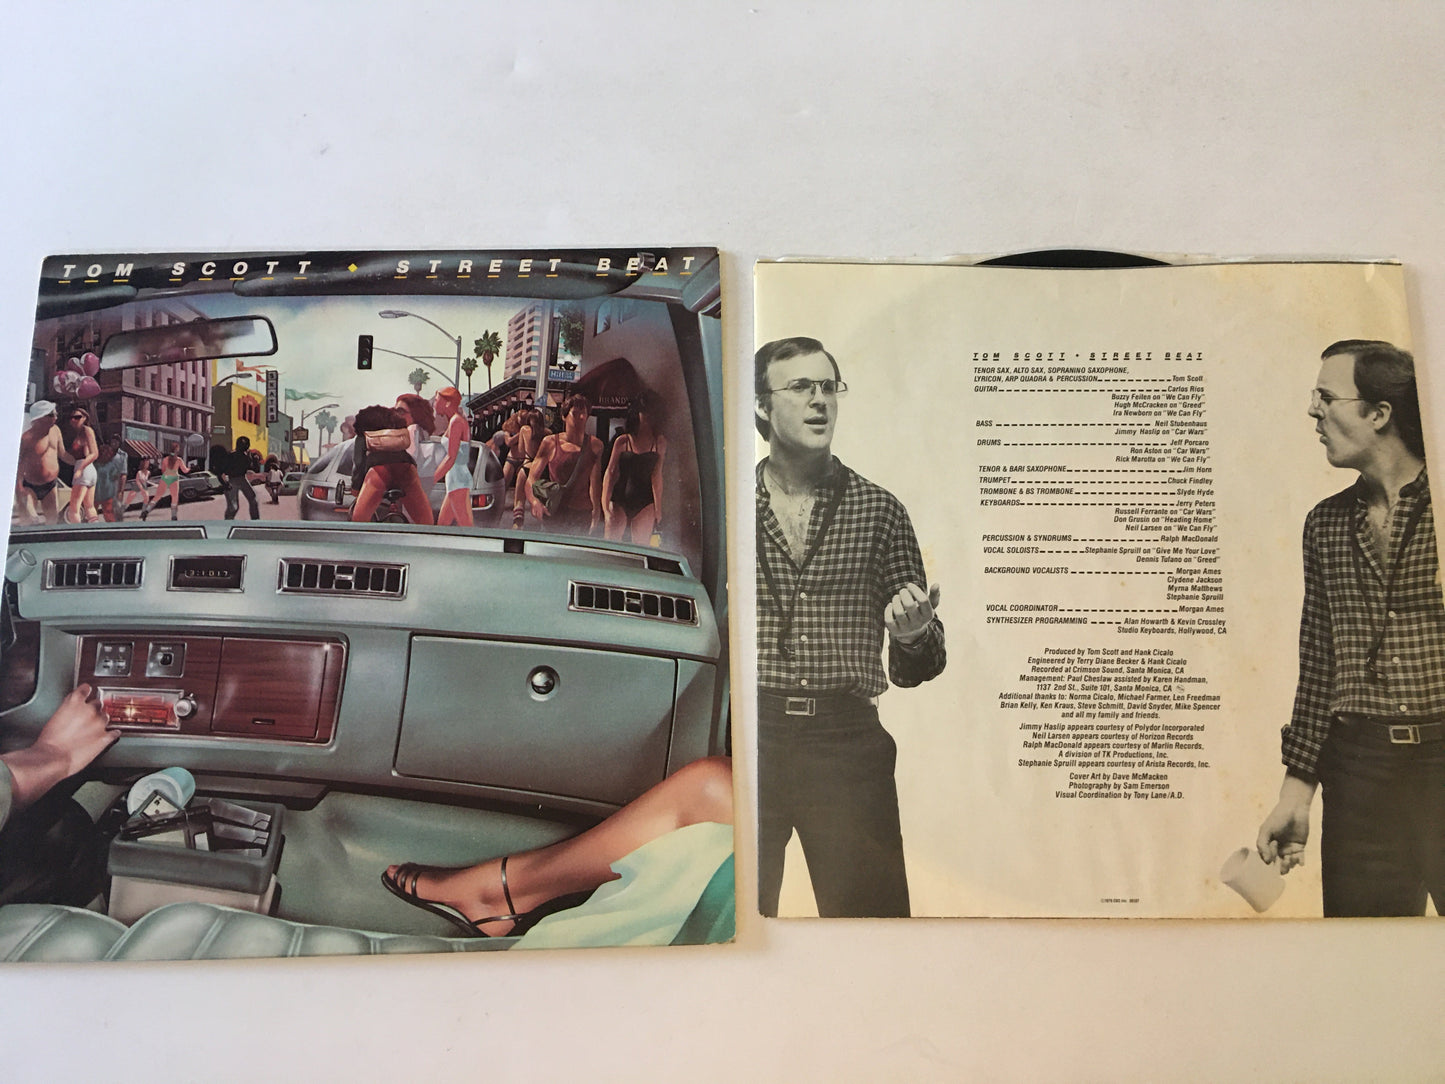 TOM SCOTT ◆ STREET BEAT
SKATES
TOM SCOTT • STREET BEAT
TENOR SAX, ALTO SAX, SOPRANINO SAXOPHONE,
LYRICON, ARP QUADRA & PERCUSSION Tom Scott
GUITAR Carlos Rios
Buzzy Feiten on "We Can Fly"
Hugh McCracken on "Greed"
Ira Newborn on "We Can Fly"
BASS Neil Stubenhaus
Jimmy Haslip on "Car Wars"
DRUMS Jeff Porcaro
Ron Aston on "Car Wars"
Rick Marotta on "We Can Fly"
TENOR & BARI SAXOPHONE Jim Horn
TRUMPET Chuck Findley
TROMBONE & BS TROMBONE Slyde Hyde
KEYBOARDS Jerry Peters
Russell Ferrante on "Car Wars"
Don Grusin on "Heading Home"
Neil Larsen on "We Can Fly"
PERCUSSION & SYNDRUMS Ralph MacDonald
VOCAL SOLOISTS Stephanie Spruill on "Give Me Your Love"
Dennis Tufano on "Greed"
BACKGROUND VOCALISTS Morgan Ames
Clydene Jackson
Myrna Matthews
Stephanie Spruill
VOCAL COORDINATOR Morgan Ames
SYNTHESIZER PROGRAMMING Alan Howarth & Kevin Crossley
Studio Keyboards, Hollywood, CA
Produced by Tom Scott and Hank Cicalo
Engineered by Terry Diane Becker & Hank Cicalo
Recorded at Crimson Sound, Santa Monica, CA
Management: Paul Cheslaw assisted by Karen Handman,
1137 2nd St., Suite 101, Santa Monica, CA
Additional thanks to: Norma Cicalo, Michael Farmer, Len Freedman
Brian Kelly, Ken Kraus, Steve Schmitt, David Snyder, Mike Spencer
and all my family and friends.
Jimmy Haslip appears courtesy of Polydor Incorporated
Neil Larsen appears courtesy of Horizon Records
Ralph MacDonald appears courtesy of Marlin Records,
A division of TK Productions, Inc.
Stephanie Spruill appears courtesy of Arista Records, Inc.
Cover Art by Dave McMacken
Photography by Sam Emerson
Visual Coordination by Tony Lane/A.D.